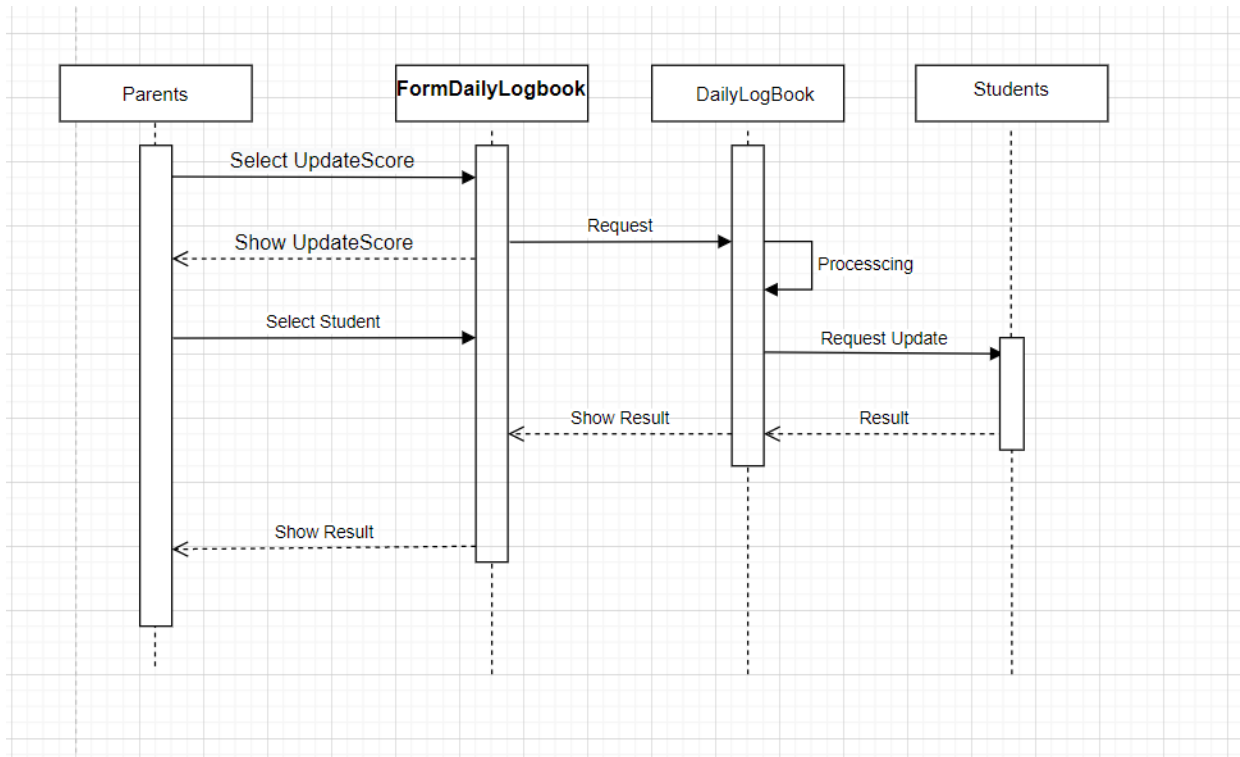 Parents
FormDailyLogbook
DailyLogBook
Students
Select UpdateScore
Request
Show UpdateScore
Processcing
Select Student
Request Update
Show Result
Result
Show Result